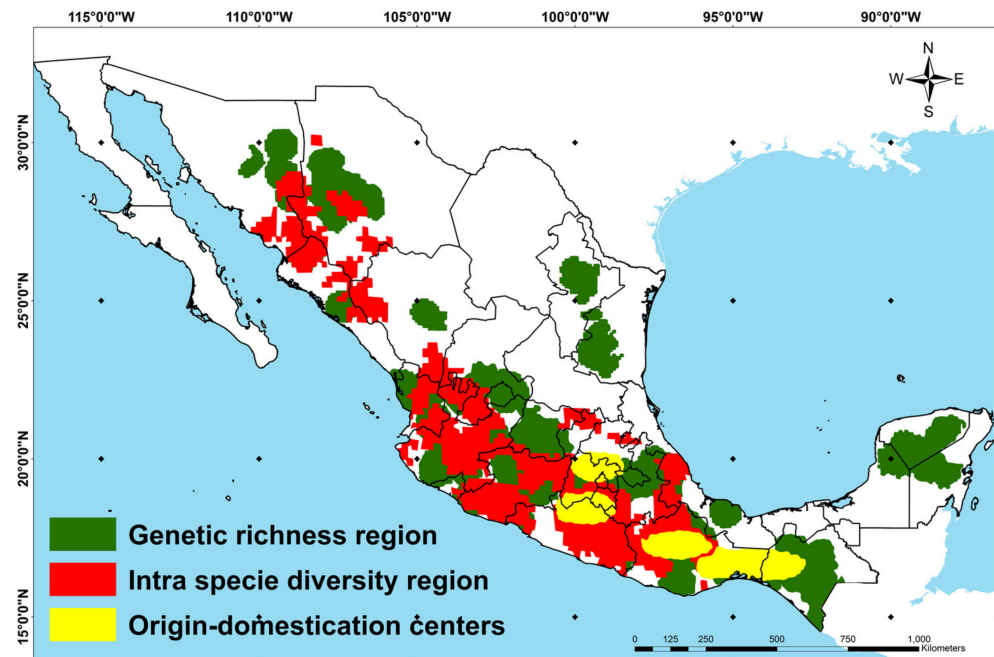 115°0'0"W 110°0'0"W 105°0'0"W 100°0'0"W 95°0'0"W 90°0'0"W
N
W E
S
30°0'0"N
25°0'0"N
20°0'0"N
15°0'0"N
Genetic richness region
Intra specie diversity region
Origin-domestication centers
0 125 250 500 750 1,000
Kilometers